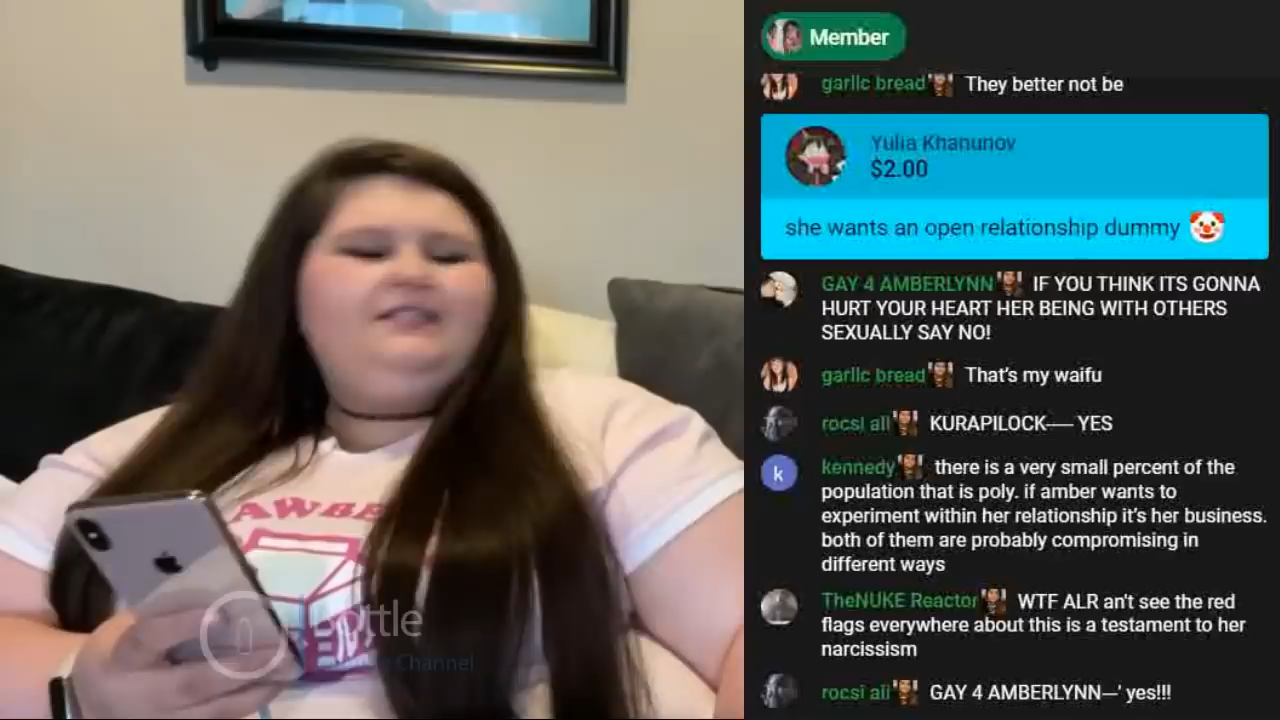 Member
garlic bread They better not be
Yulia Khanunov
$2.00
she wants an open relationship dummy
GAY 4 AMBERLYNN IF YOU THINK ITS GONNA
HURT YOUR HEART HER BEING WITH OTHERS
SEXUALLY SAY NO!
garlic bread That's my waifu
rocsi ali KURAPILOCK---- YES
k
kennedy there is a very small percent of the
population that is poly. if amber wants to
experiment within her relationship it's her business.
both of them are probably compromising in
different ways
TheNUKE Reactor WTF ALR an't see the red
flags everywhere about this is a testament to her
narcissism
rocsi ali GAY 4 AMBERLYNN—' yes!!!
AWBE
Bottle
Channel